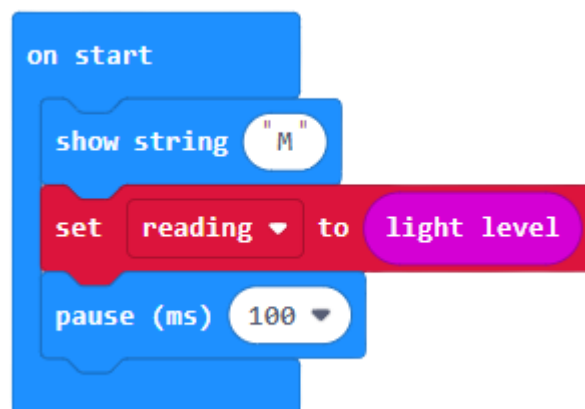 on start
show string "M"
set reading to light level
pause (ms) 100